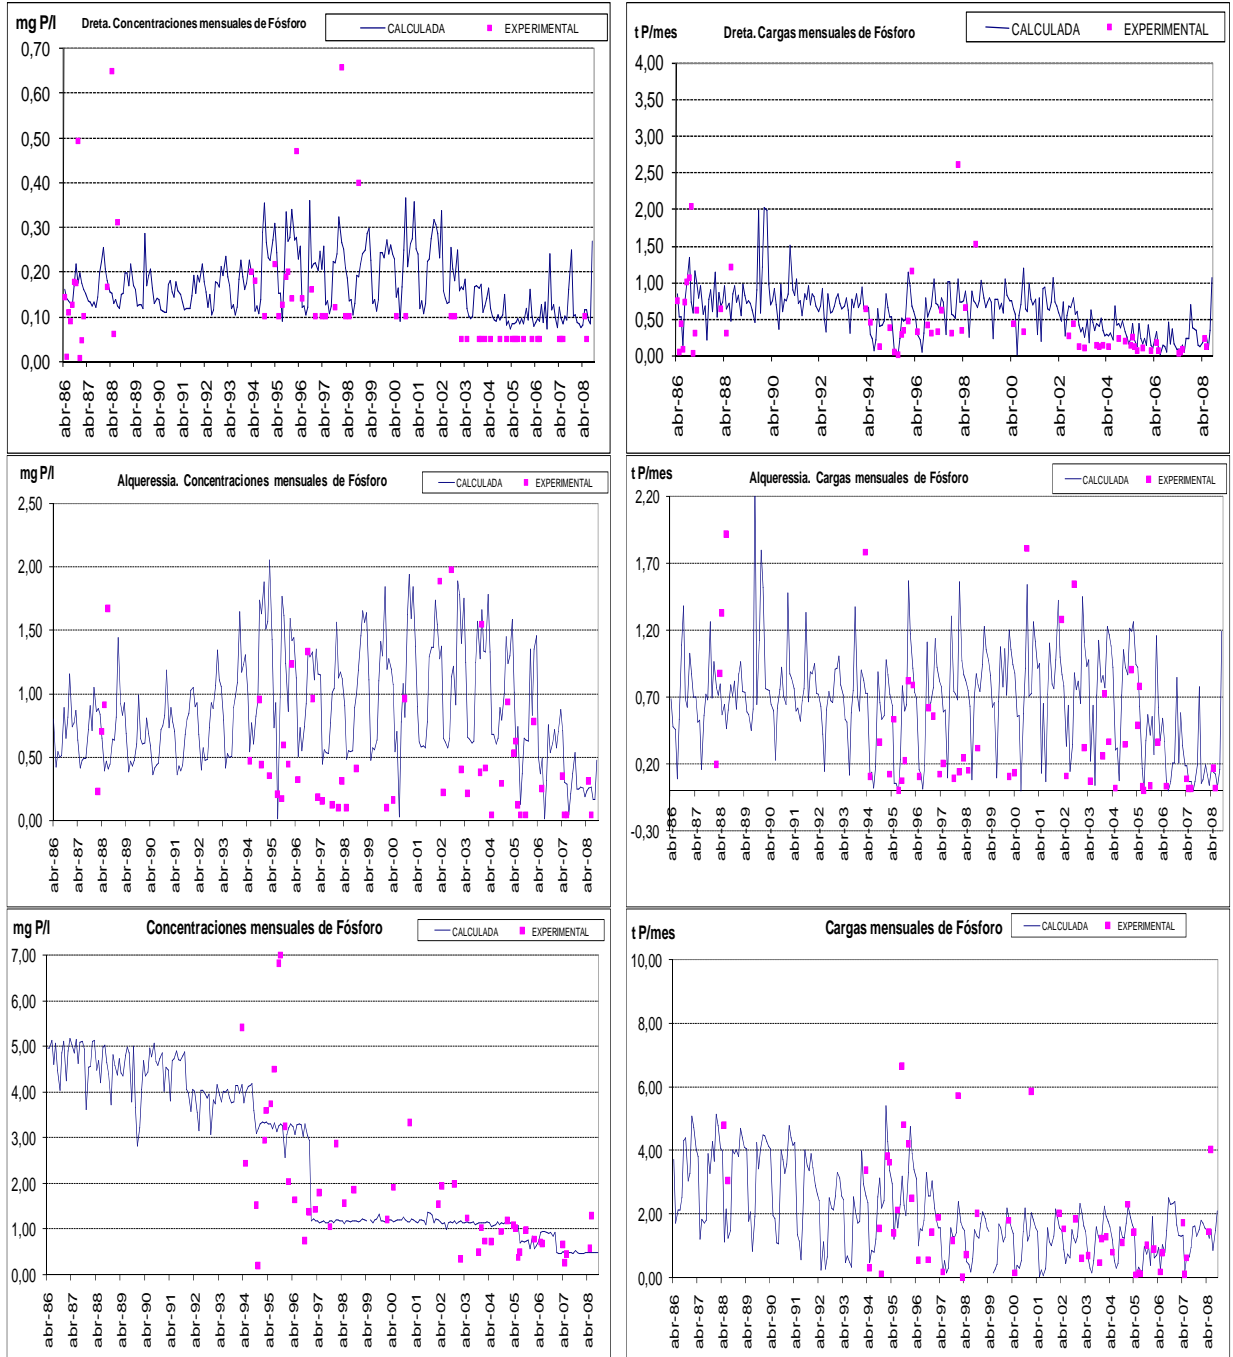 mg P/l
Dreta. Concentraciones mensuales de Fósforo
CALCULADA
EXPERIMENTAL
0,70
0,60
0,50
0,40
0,30
0,20
0,10
0,00
abr-86
abr-87
abr-88
abr-89
abr-90
abr-91
abr-92
abr-93
abr-94
abr-95
abr-96
abr-97
abr-98
abr-99
abr-00
abr-01
abr-02
abr-03
abr-04
abr-05
abr-06
abr-07
abr-08
t P/mes
Dreta. Cargas mensuales de Fósforo
CALCULADA
EXPERIMENTAL
4,00
3,50
3,00
2,50
2,00
1,50
1,00
0,50
0,00
abr-86
abr-88
abr-90
abr-92
abr-94
abr-96
abr-98
abr-00
abr-02
abr-04
abr-06
abr-08
mg P/l
Alqueressia. Concentraciones mensuales de Fósforo
CALCULADA
EXPERIMENTAL
2,50
2,00
1,50
1,00
0,50
0,00
abr-86
abr-87
abr-88
abr-89
abr-90
abr-91
abr-92
abr-93
abr-94
abr-95
abr-96
abr-97
abr-98
abr-99
abr-00
abr-01
abr-02
abr-03
abr-04
abr-05
abr-06
abr-07
abr-08
t P/mes
Alqueressia. Cargas mensuales de Fósforo
CALCULADA
EXPERIMENTAL
2,20
1,70
1,20
0,70
0,20
-0,30
abr-86
abr-87
abr-88
abr-89
abr-90
abr-91
abr-92
abr-93
abr-94
abr-95
abr-96
abr-97
abr-98
abr-99
abr-00
abr-01
abr-02
abr-03
abr-04
abr-05
abr-06
abr-07
abr-08
mg P/l
Concentraciones mensuales de Fósforo
CALCULADA
EXPERIMENTAL
7,00
6,00
5,00
4,00
3,00
2,00
1,00
0,00
abr-86
abr-87
abr-88
abr-89
abr-90
abr-91
abr-92
abr-93
abr-94
abr-95
abr-96
abr-97
abr-98
abr-99
abr-00
abr-01
abr-02
abr-03
abr-04
abr-05
abr-06
abr-07
abr-08
t P/mes
Cargas mensuales de Fósforo
CALCULADA
EXPERIMENTAL
10,00
8,00
6,00
4,00
2,00
0,00
abr-86
abr-87
abr-88
abr-89
abr-90
abr-91
abr-92
abr-93
abr-94
abr-95
abr-96
abr-97
abr-98
abr-99
abr-00
abr-01
abr-02
abr-03
abr-04
abr-05
abr-06
abr-07
abr-08